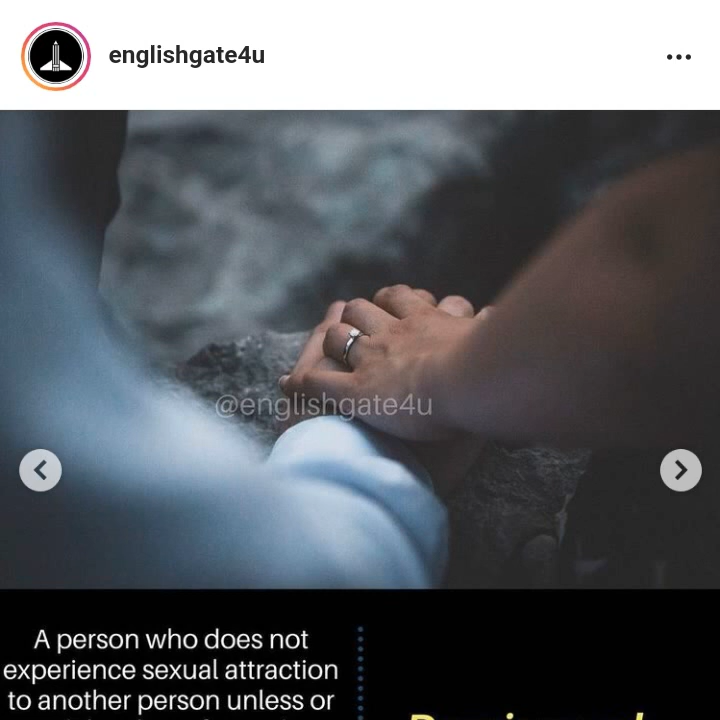 englishgate4u
@englishgate4u
A person who does not
experience sexual attraction
to another person unless or